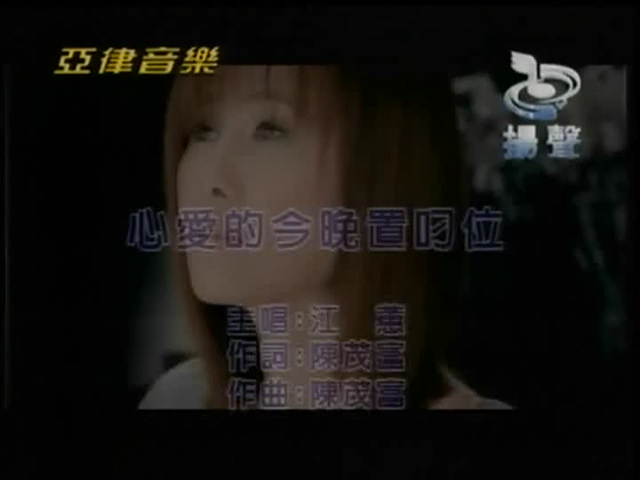 亞律音樂
揚聲
心愛的今晚置叼位
主唱:江 蕙
作詞:陳茂富
作曲:陳茂富